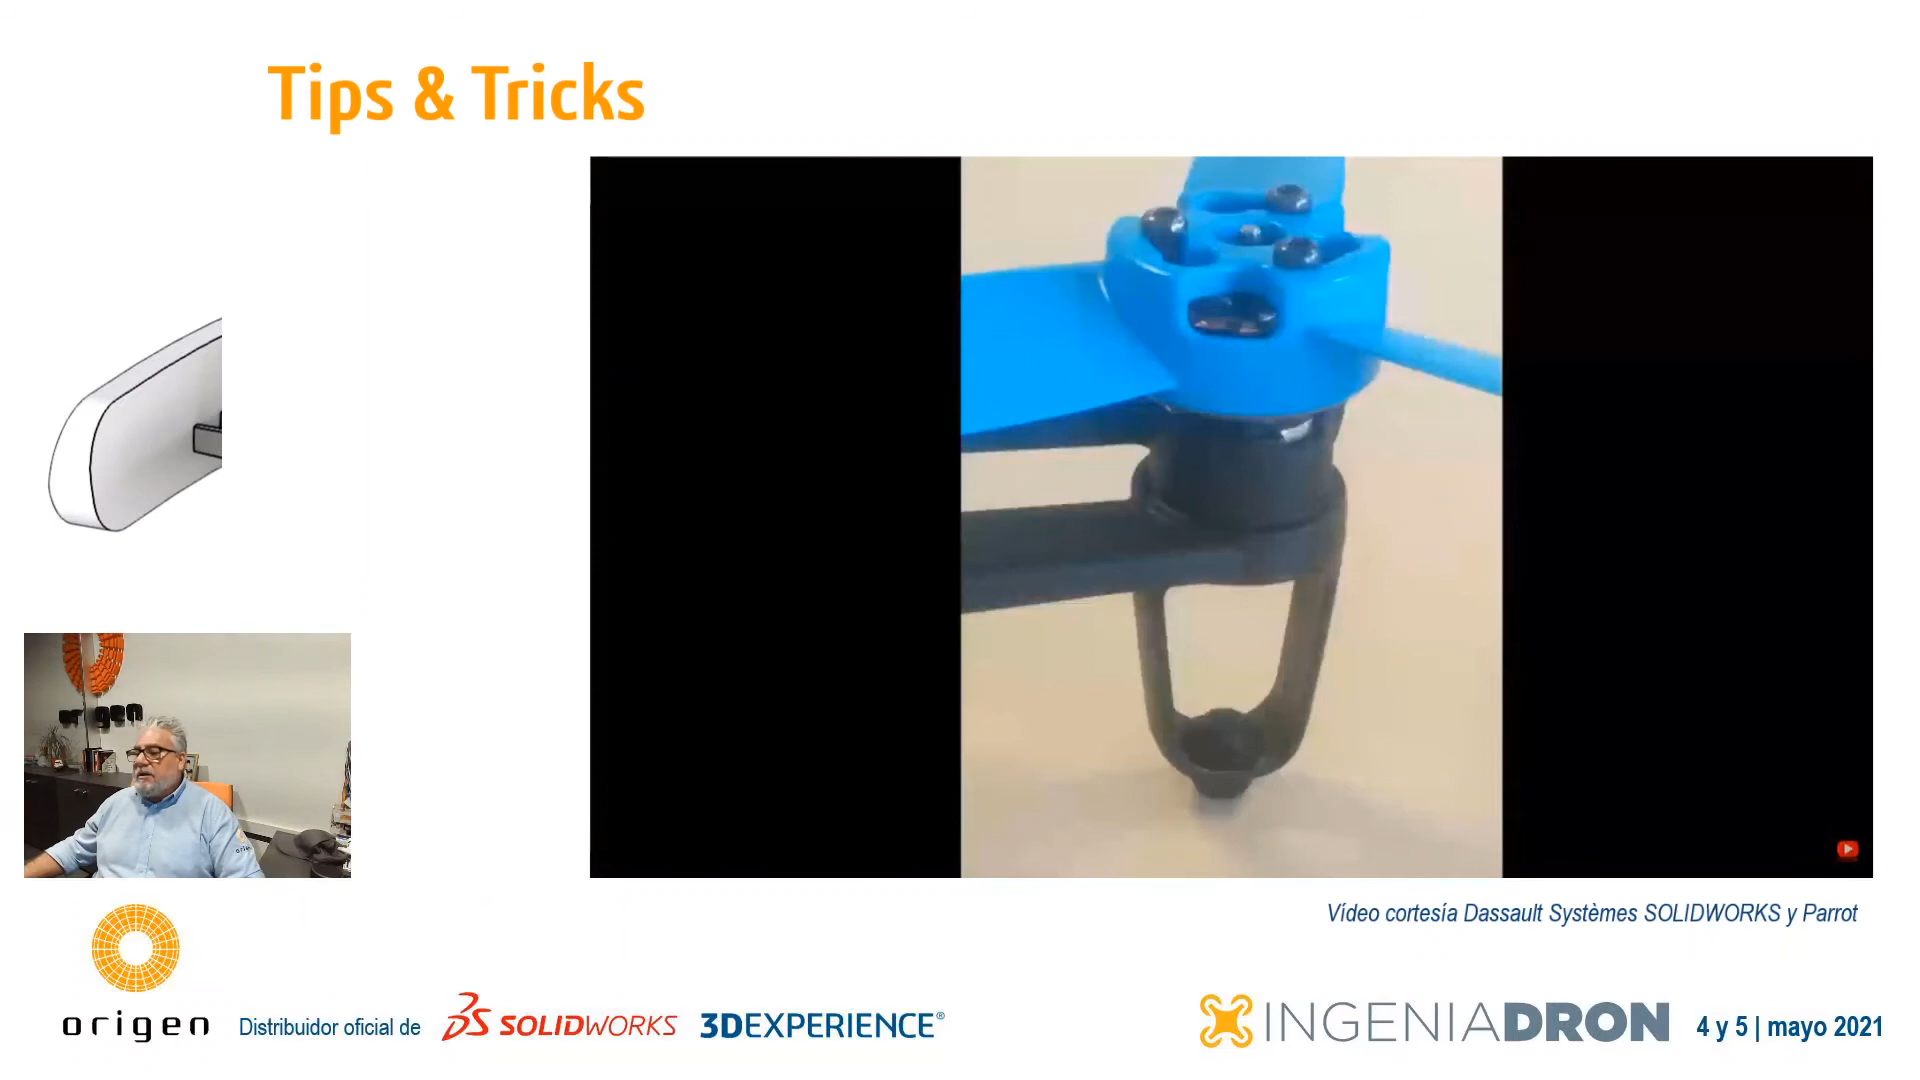 Tips & Tricks
Vídeo cortesía Dassault Systèmes SOLIDWORKS y Parrot
origen
Distribuidor oficial de
SOLIDWORKS
3DEXPERIENCE®
INGENIADRON
4 y 5 | mayo 2021